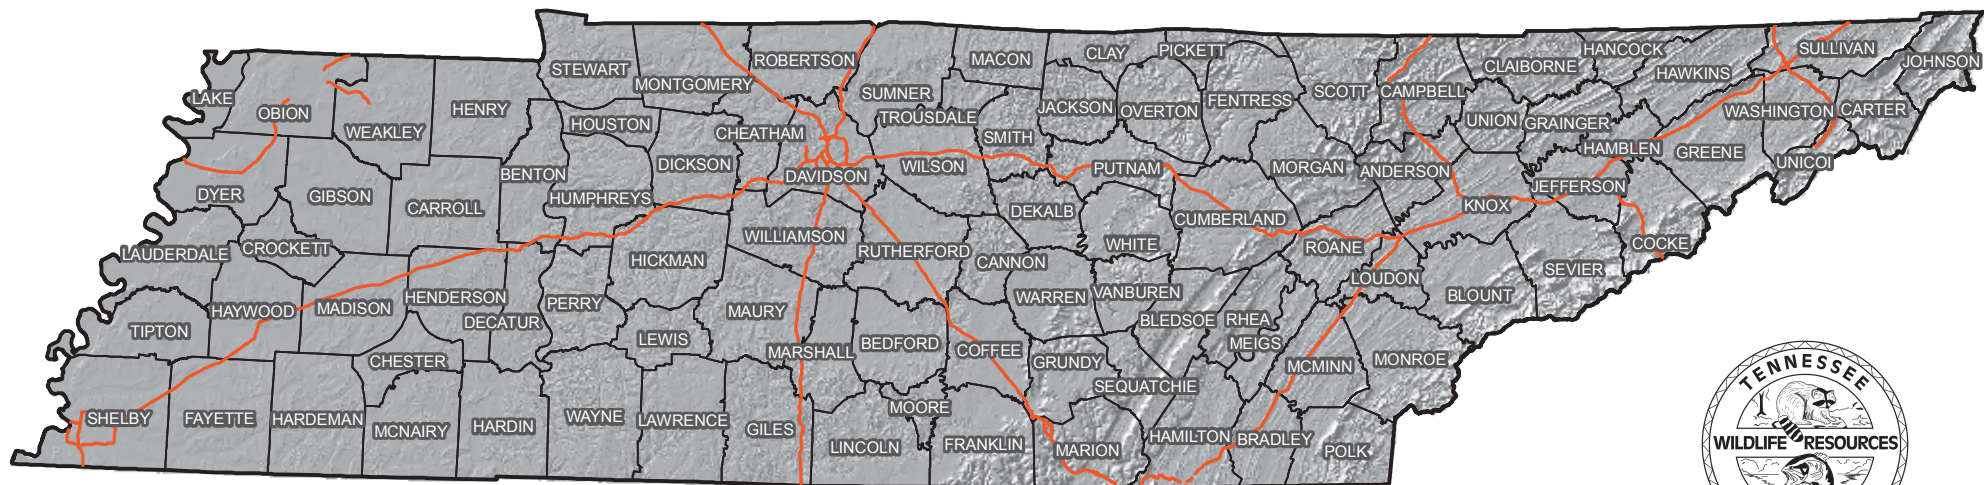 STEWART
MONTGOMERY
ROBERTSON
SUMNER
MACON
CLAY
PICKETT
SCOTT
CAMPBELL
CLAIBORNE
HANCOCK
HAWKINS
SULLIVAN
JOHNSON
LAKE
OBION
WEAKLEY
HENRY
HOUSTON
CHEATHAM
TROUSDALE
SMITH
JACKSON
OVERTON
FENTRESS
UNION
GRAINGER
WASHINGTON
CARTER
DYER
GIBSON
CARROLL
BENTON
HUMPHREYS
DICKSON
DAVIDSON
WILSON
PUTNAM
MORGAN
ANDERSON
HAMBLEN
GREENE
UNICOI
DEKALB
CUMBERLAND
KNOX
JEFFERSON
LAUDERDALE
CROCKETT
HICKMAN
WILLIAMSON
RUTHERFORD
CANNON
WHITE
ROANE
LOUDON
SEVIER
COCKE
TIPTON
HAYWOOD
MADISON
HENDERSON
DECATUR
PERRY
LEWIS
MAURY
WARREN
VANBUREN
BLEDSOE
RHEA
MEIGS
BLOUNT
CHESTER
MARSHALL
BEDFORD
COFFEE
GRUNDY
SEQUATCHIE
MCMINN
MONROE
SHELBY
FAYETTE
HARDEMAN
MCNAIRY
HARDIN
WAYNE
LAWRENCE
GILES
LINCOLN
MOORE
FRANKLIN
MARION
HAMILTON
BRADLEY
POLK
TENNESSEE
WILDLIFE RESOURCES